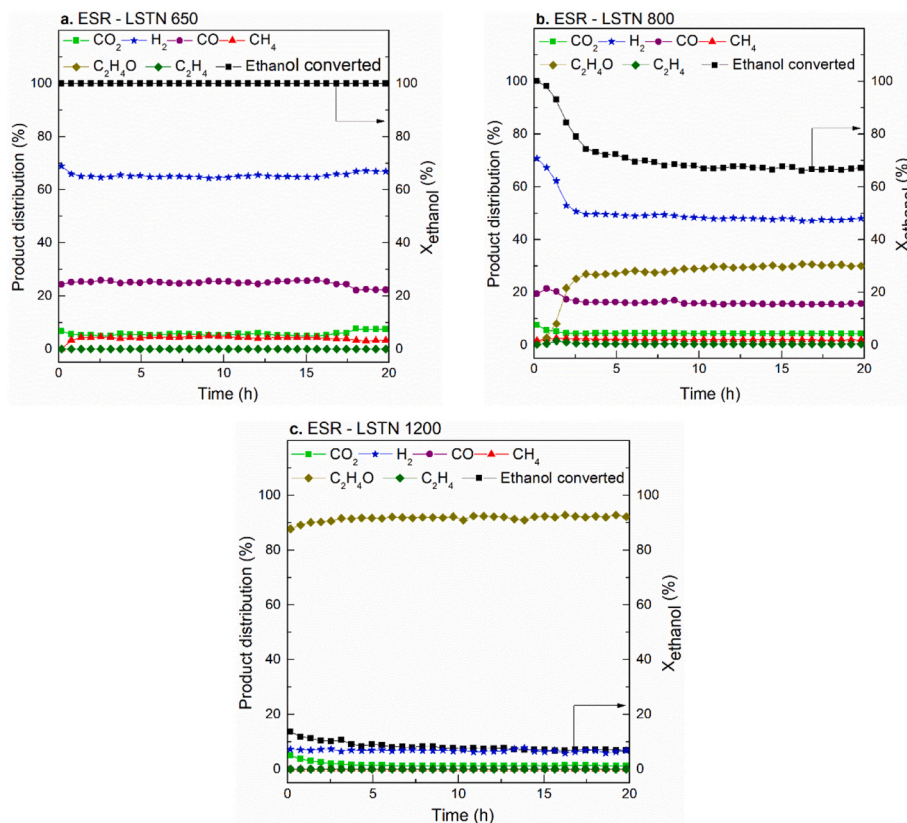 a. ESR - LSTN 650
CO₂ H₂ CO CH₄
C₂H₄O C₂H₄ Ethanol converted
100
80
60
40
20
0
Product distribution (%)
100
80
60
40
20
0
X_ethanol (%)
0 5 10 15 20
Time (h)
b. ESR - LSTN 800
CO₂ H₂ CO CH₄
C₂H₄O C₂H₄ Ethanol converted
100
80
60
40
20
0
Product distribution (%)
100
80
60
40
20
0
X_ethanol (%)
0 5 10 15 20
Time (h)
c. ESR - LSTN 1200
CO₂ H₂ CO CH₄
C₂H₄O C₂H₄ Ethanol converted
100
80
60
40
20
0
Product distribution (%)
100
80
60
40
20
0
X_ethanol (%)
0 5 10 15 20
Time (h)